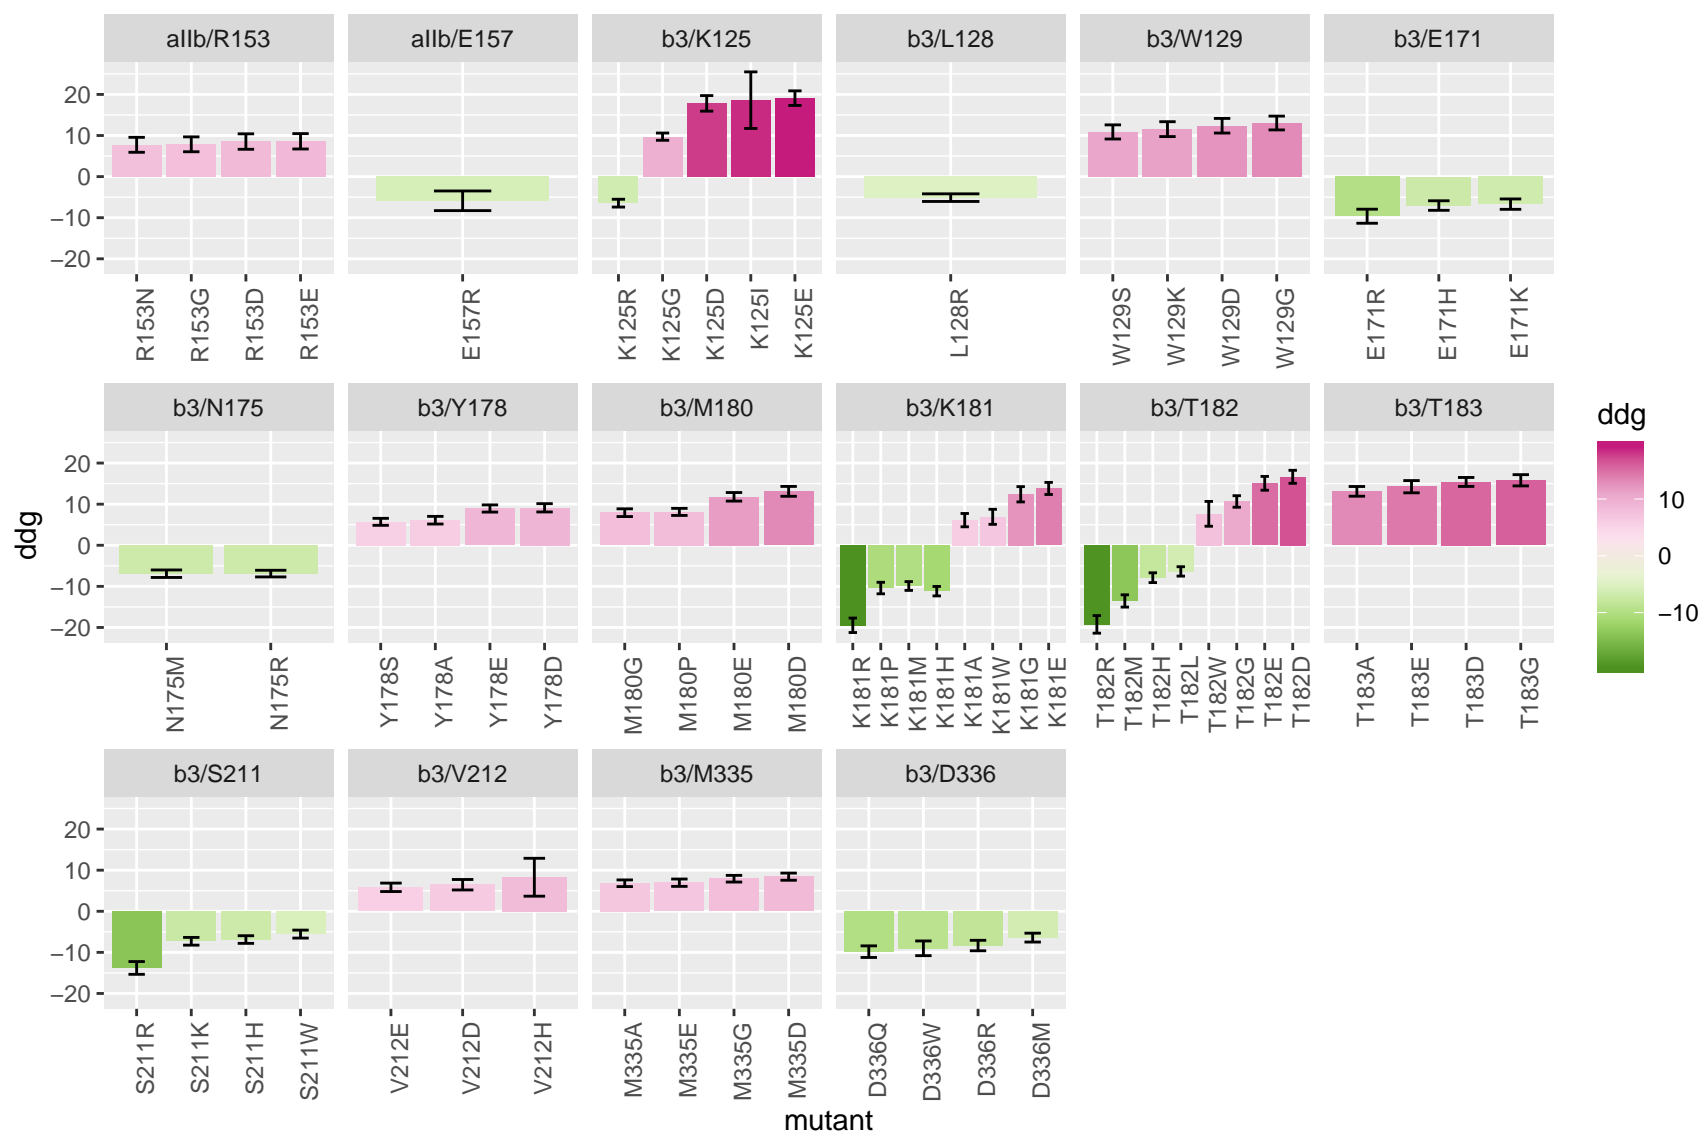 aIIb/R153
aIIb/E157
b3/K125
b3/L128
b3/W129
b3/E171
20
10
0
−10
−20
R153N
R153G
R153D
R153E
E157R
K125R
K125G
K125D
K125I
K125E
L128R
W129S
W129K
W129D
W129G
E171R
E171H
E171K
b3/N175
b3/Y178
b3/M180
b3/K181
b3/T182
b3/T183
ddg
20
10
0
−10
−20
ddg
10
0
−10
N175M
N175R
Y178S
Y178A
Y178E
Y178D
M180G
M180P
M180E
M180D
K181R
K181P
K181M
K181H
K181A
K181W
K181G
K181E
T182R
T182M
T182H
T182L
T182W
T182G
T182E
T182D
T183A
T183E
T183D
T183G
b3/S211
b3/V212
b3/M335
b3/D336
20
10
0
−10
−20
S211R
S211K
S211H
S211W
V212E
V212D
V212H
M335A
M335E
M335G
M335D
D336Q
D336W
D336R
D336M
mutant